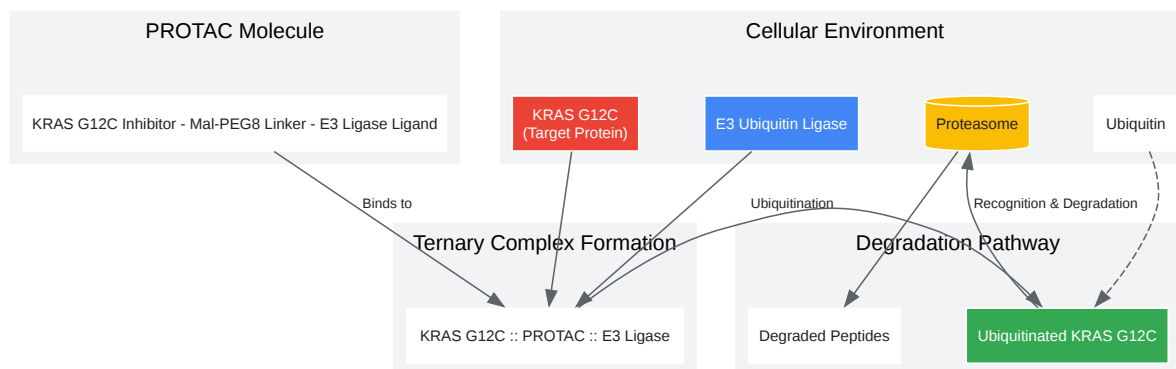 PROTAC Molecule
Cellular Environment
KRAS G12C Inhibitor - Mal-PEG8 Linker - E3 Ligase Ligand
KRAS G12C
(Target Protein)
E3 Ubiquitin Ligase
Proteasome
Ubiquitin
Binds to
Ubiquitination
Recognition & Degradation
Ternary Complex Formation
Degradation Pathway
KRAS G12C :: PROTAC :: E3 Ligase
Degraded Peptides
Ubiquitinated KRAS G12C